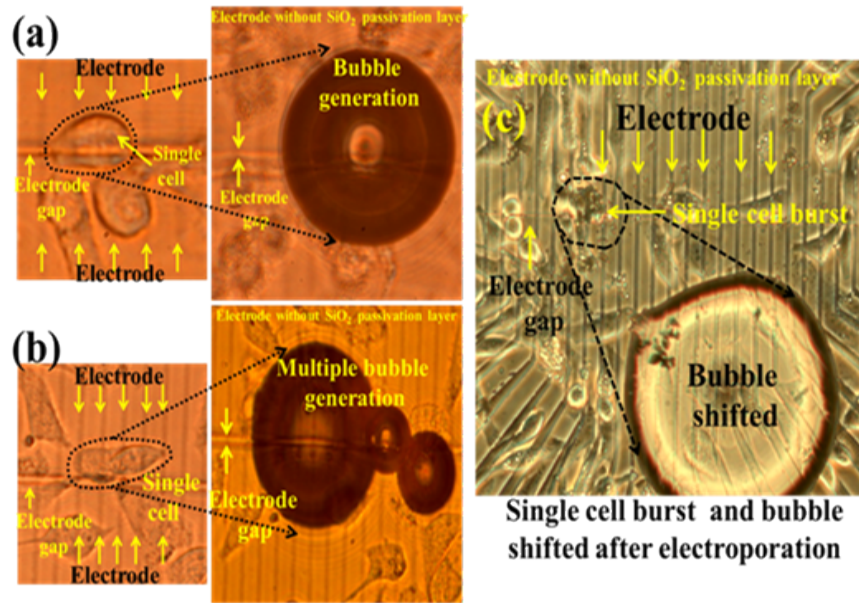 (a)
Electrode
Single
cell
Electrode
gap
Electrode
Electrode without SiO₂ passivation layer
Bubble
generation
Electrode
gap
(b)
Electrode
Single
cell
Electrode
gap
Electrode
Electrode without SiO₂ passivation layer
Multiple bubble
generation
Electrode
gap
Electrode without SiO₂ passivation layer
(c)
Electrode
Single cell burst
Electrode
gap
Bubble
shifted
Single cell burst and bubble
shifted after electroporation